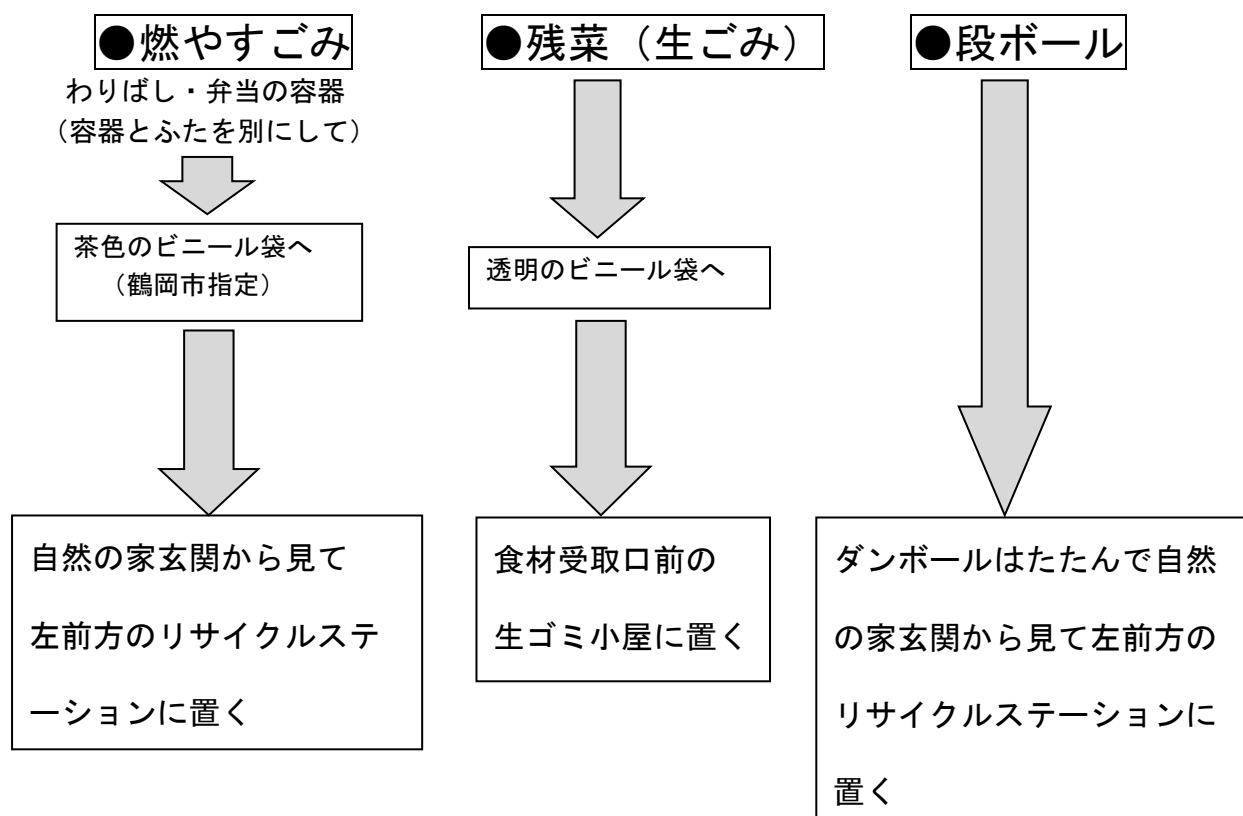 ●燃やすごみ
わりばし・弁当の容器
（容器とふたを別にして）
茶色のビニール袋へ
（鶴岡市指定）
自然の家玄関から見て
左前方のリサイクルステ
ーションに置く
●残菜（生ごみ）
透明のビニール袋へ
食材受取口前の
生ゴミ小屋に置く
●段ボール
ダンボールはたたんで自然
の家玄関から見て左前方の
リサイクルステーションに
置く